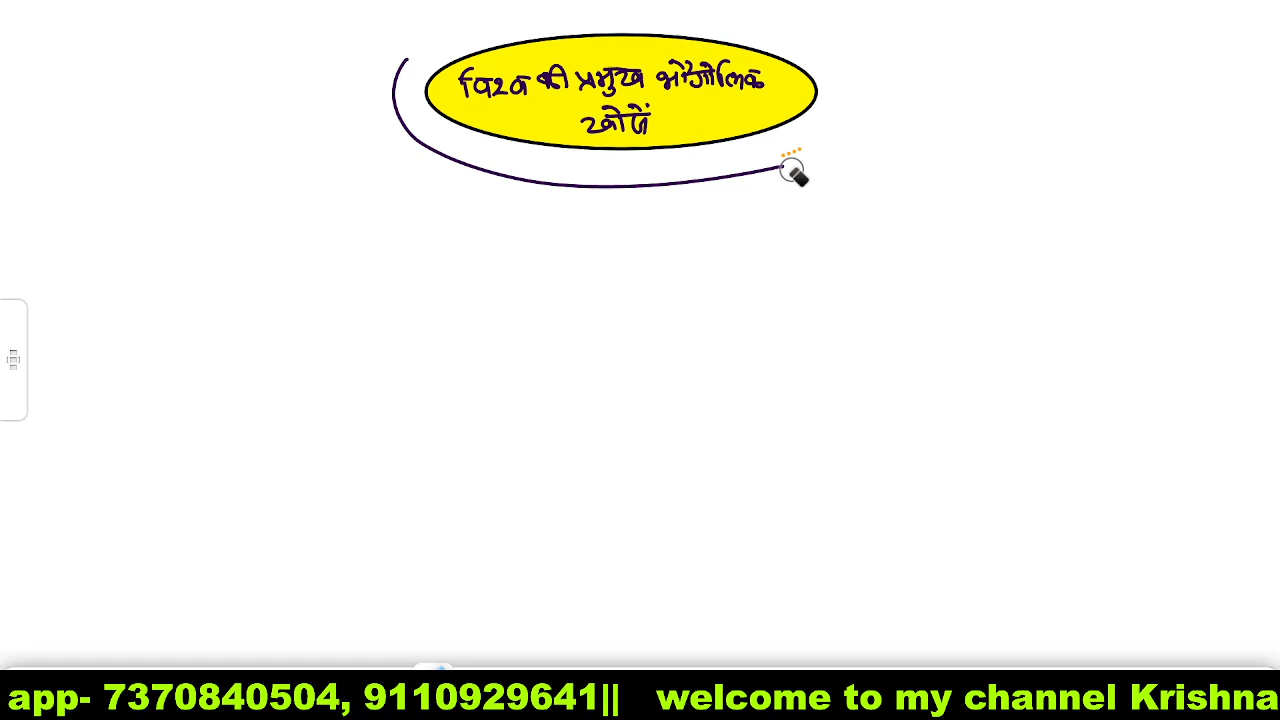 विश्व की प्रमुख भौगोलिक
खोजें
app- 7370840504, 9110929641|| welcome to my channel Krishna